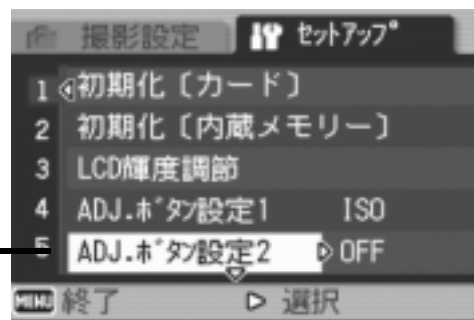 撮影設定 セットアップ
1 初期化〔カード〕
2 初期化〔内蔵メモリー〕
3 LCD輝度調節
4 ADJ.ボタン設定1 ISO
5 ADJ.ボタン設定2 OFF
MENU 終了 選択